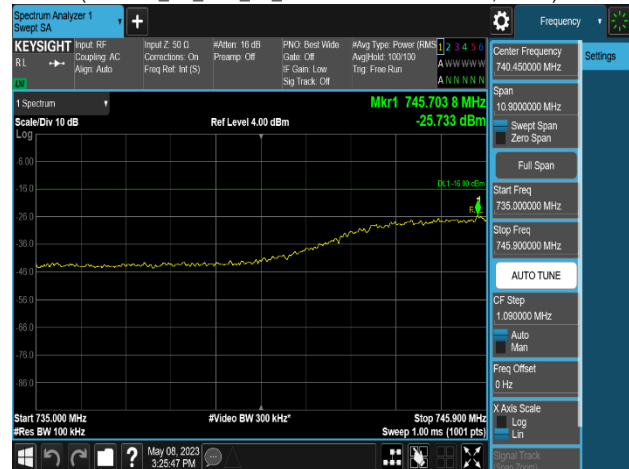 Spectrum Analyzer 1
Swept SA
+
Frequency
KEYSIGHT
RL
Input: RF
Coupling: AC
Align: Auto
Input Z: 50 Ω
Corrections: On
Freq Ref: Int (S)
#Atten: 16 dB
Preamp: Off
PNO: Best Wide
Gate: Off
IF Gain: Low
Sig Track: Off
#Avg Type: Power (RMS
Avg|Hold: 100/100
Trig: Free Run
1 2 3 4 5 6
A W W W W W
A N N N N N
LNI
1 Spectrum
Scale/Div 10 dB
Log
Ref Level 4.00 dBm
Mkr1 745.703 8 MHz
-25.733 dBm
-6.00
-16.0
-26.0
-36.0
-46.0
-56.0
-66.0
-76.0
-86.0
DL1 -16.00 dBm
Start 735.000 MHz
#Res BW 100 kHz
#Video BW 300 kHz*
Stop 745.900 MHz
Sweep 1.00 ms (1001 pts)
Center Frequency
740.450000 MHz
Settings
Span
10.9000000 MHz
Swept Span
Zero Span
Full Span
Start Freq
735.000000 MHz
Stop Freq
745.900000 MHz
AUTO TUNE
CF Step
1.090000 MHz
Auto
Man
Freq Offset
0 Hz
X Axis Scale
Log
Lin
Signal Track
(Span Zoom)
?
May 08, 2023
3:25:47 PM